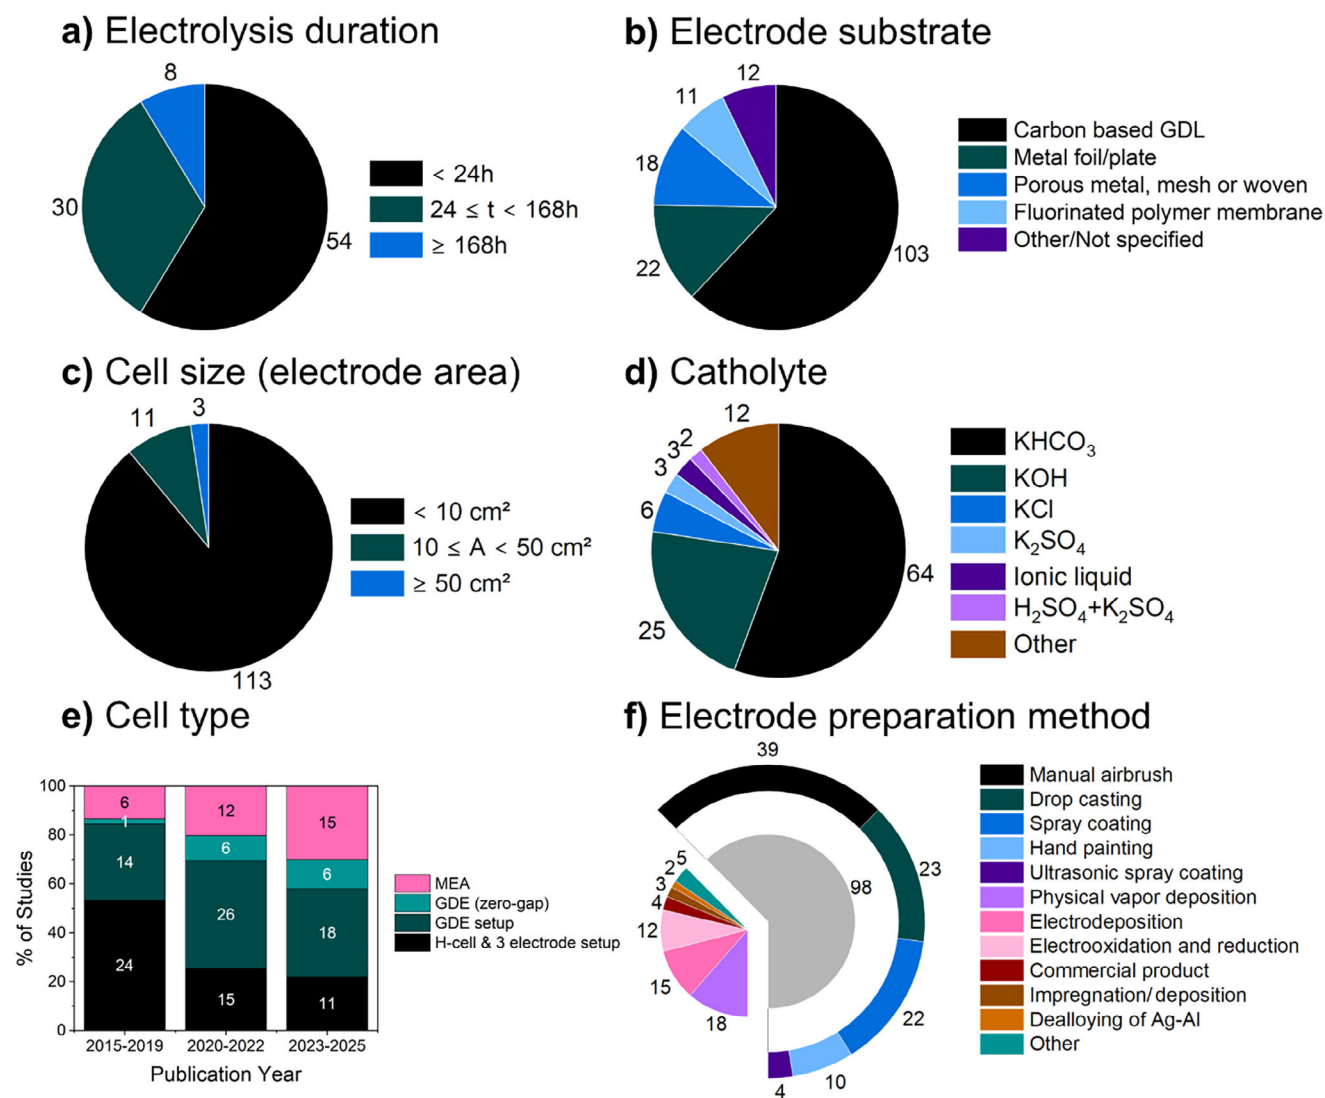 a) Electrolysis duration
8
30
54
< 24h
24 ≤ t < 168h
≥ 168h
b) Electrode substrate
12
11
18
22
103
Carbon based GDL
Metal foil/plate
Porous metal, mesh or woven
Fluorinated polymer membrane
Other/Not specified
c) Cell size (electrode area)
3
11
113
< 10 cm²
10 ≤ A < 50 cm²
≥ 50 cm²
d) Catholyte
12
2
3
3
6
25
64
KHCO₃
KOH
KCl
K₂SO₄
Ionic liquid
H₂SO₄+K₂SO₄
Other
e) Cell type
% of Studies
100
80
60
40
20
0
6
1
14
24
12
6
26
15
15
6
18
11
2015-2019
2020-2022
2023-2025
Publication Year
MEA
GDE (zero-gap)
GDE setup
H-cell & 3 electrode setup
f) Electrode preparation method
39
23
22
10
4
98
5
2
3
4
12
15
18
Manual airbrush
Drop casting
Spray coating
Hand painting
Ultrasonic spray coating
Physical vapor deposition
Electrodeposition
Electrooxidation and reduction
Commercial product
Impregnation/deposition
Dealloying of Ag-Al
Other